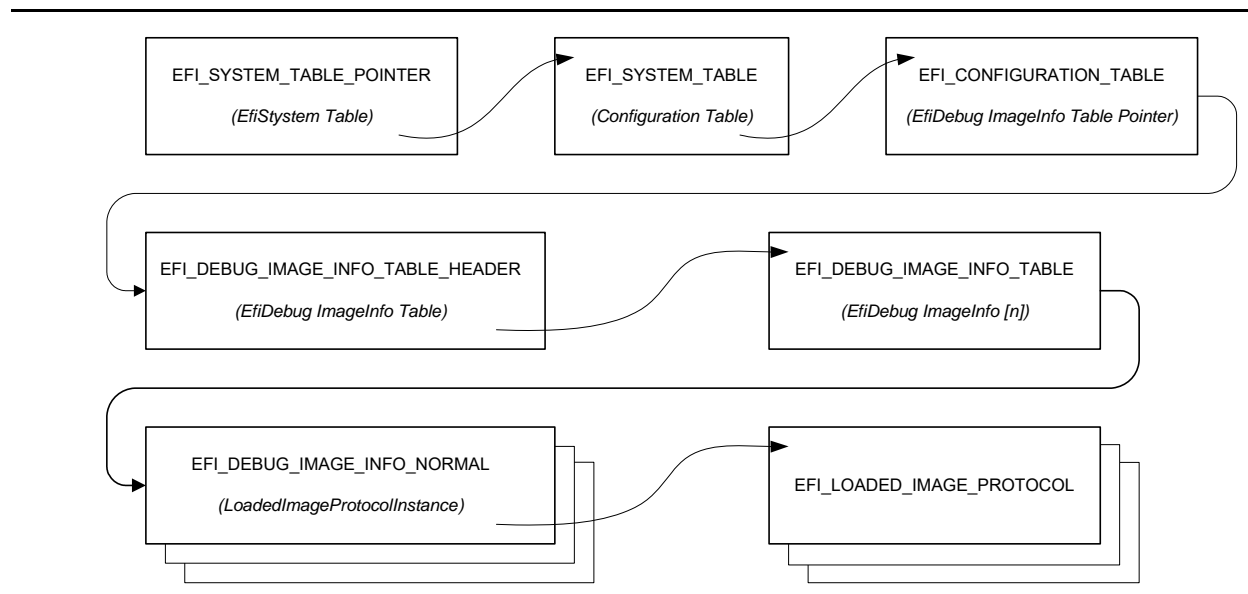 EFI_SYSTEM_TABLE_POINTER
(EfiStystem Table)
EFI_SYSTEM_TABLE
(Configuration Table)
EFI_CONFIGURATION_TABLE
(EfiDebug ImageInfo Table Pointer)
EFI_DEBUG_IMAGE_INFO_TABLE_HEADER
(EfiDebug ImageInfo Table)
EFI_DEBUG_IMAGE_INFO_TABLE
(EfiDebug ImageInfo [n])
EFI_DEBUG_IMAGE_INFO_NORMAL
(LoadedImageProtocolInstance)
EFI_LOADED_IMAGE_PROTOCOL